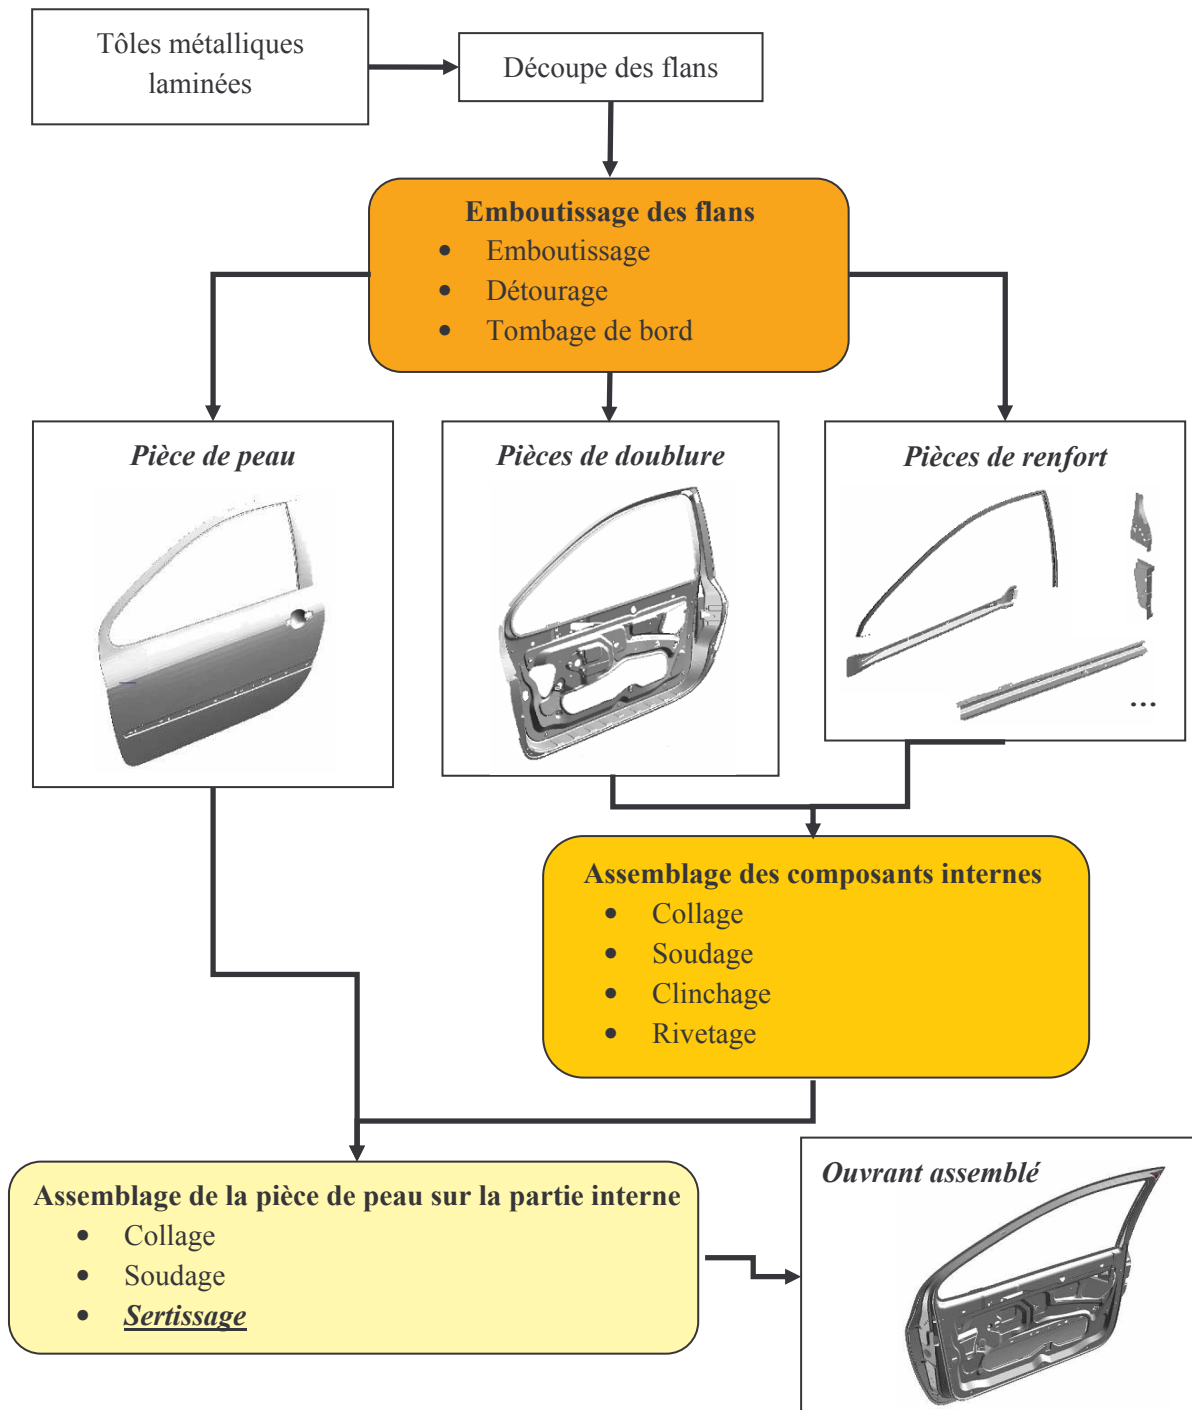 Tôles métalliques
laminées
Découpe des flans
Emboutissage des flans
• Emboutissage
• Détourage
• Tombage de bord
Pièce de peau
Pièces de doublure
Pièces de renfort
...
Assemblage des composants internes
• Collage
• Soudage
• Clinchage
• Rivetage
Assemblage de la pièce de peau sur la partie interne
• Collage
• Soudage
• Sertissage
Ouvrant assemblé